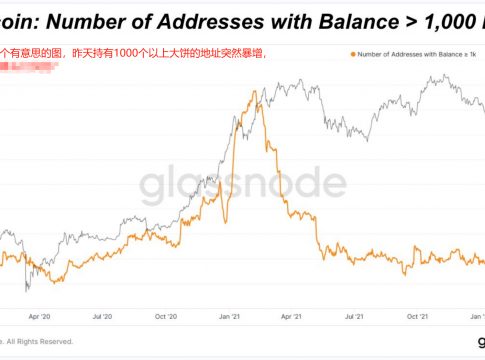 coin: Number of Addresses with Balance > 1,000
个有意思的图，昨天持有1000个以上大饼的地址突然暴增，
Number of Addresses with Balance ≥ 1k
glassnode
Apr '20 Jul '20 Oct '20 Jan '21 Apr '21 Jul '21 Oct '21 Jan '
e. All Rights Reserved. g